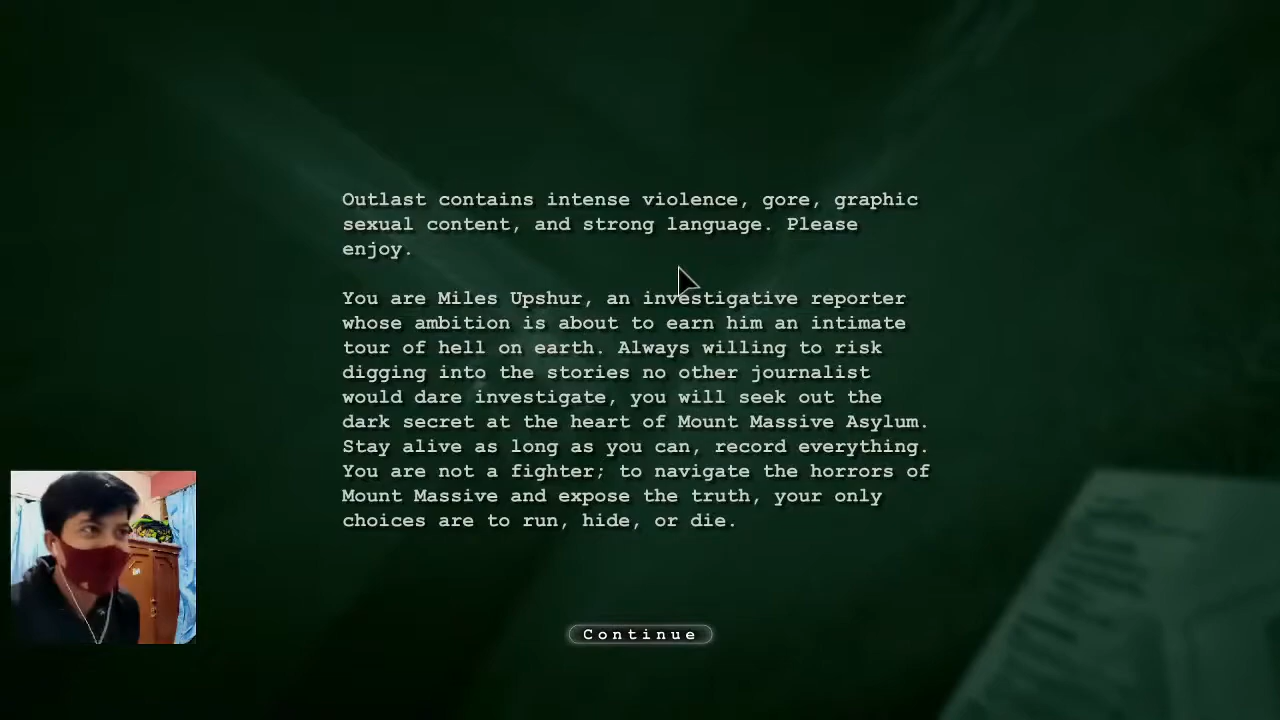 Outlast contains intense violence, gore, graphic
sexual content, and strong language. Please
enjoy.
You are Miles Upshur, an investigative reporter
whose ambition is about to earn him an intimate
tour of hell on earth. Always willing to risk
digging into the stories no other journalist
would dare investigate, you will seek out the
dark secret at the heart of Mount Massive Asylum.
Stay alive as long as you can, record everything.
You are not a fighter; to navigate the horrors of
Mount Massive and expose the truth, your only
choices are to run, hide, or die.
Continue